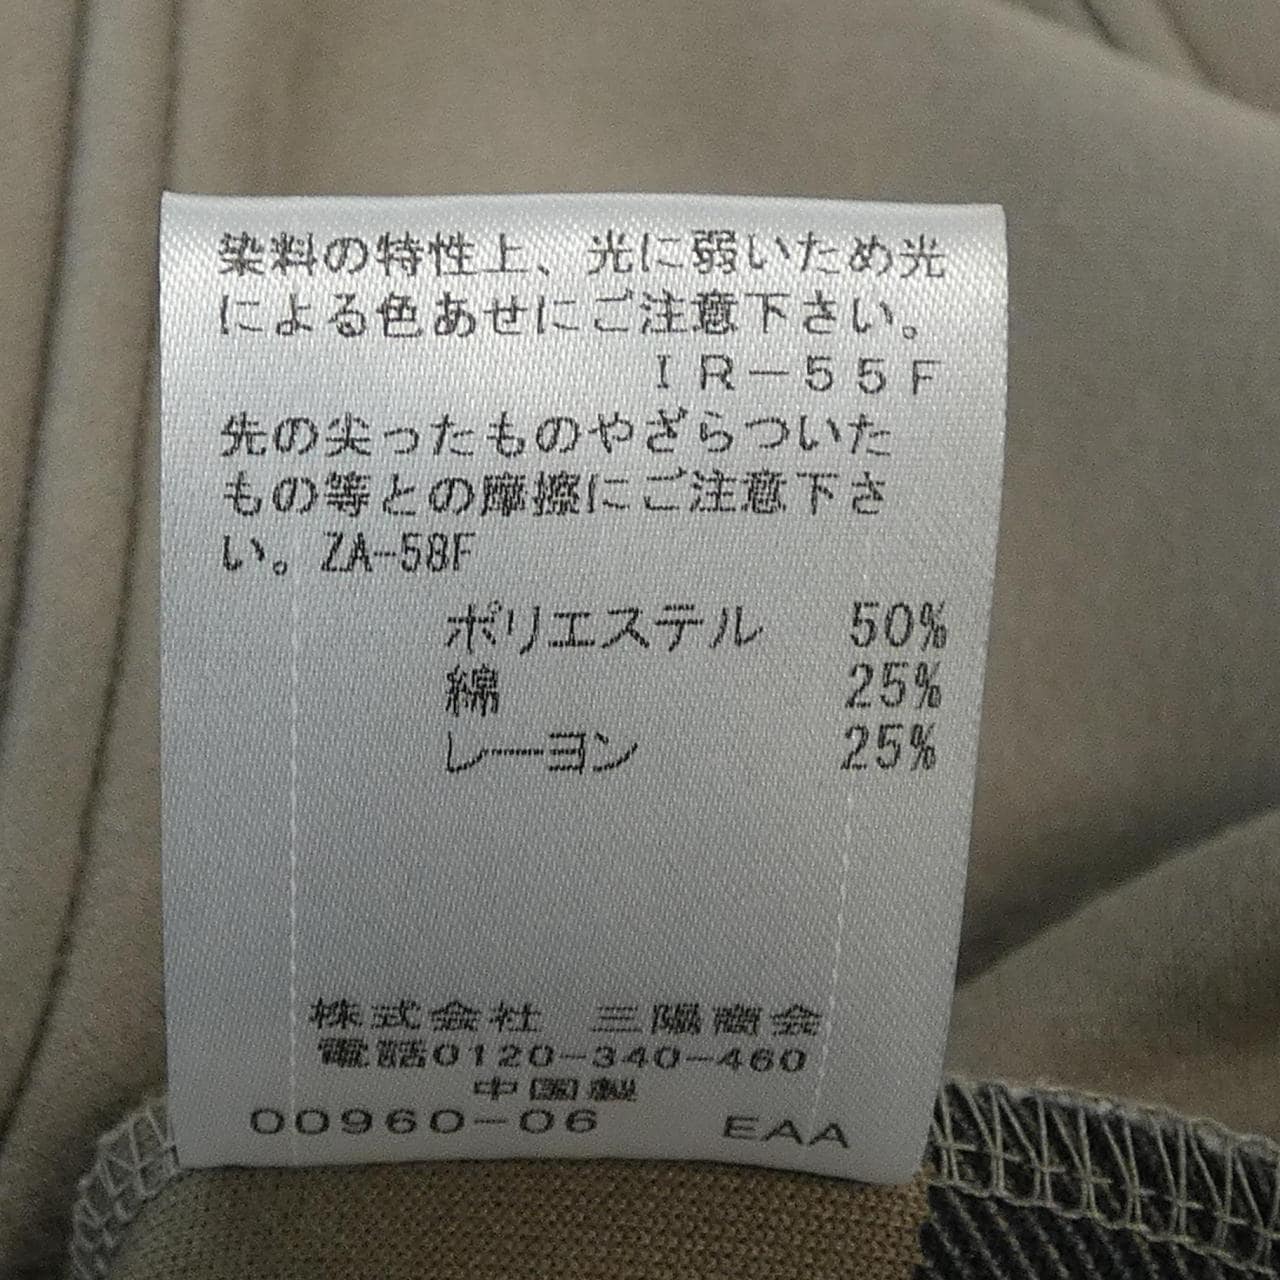 染料の特性上、光に弱いため光
による色あせにご注意下さい。
ＩＲ－５５Ｆ
先の尖ったものやざらついた
もの等との摩擦にご注意下さ
い。ZA-58F
ポリエステル 50%
綿 25%
レーヨン 25%
株式会社 三陽商会
電話0120-340-460
中国製
00960-06 EAA